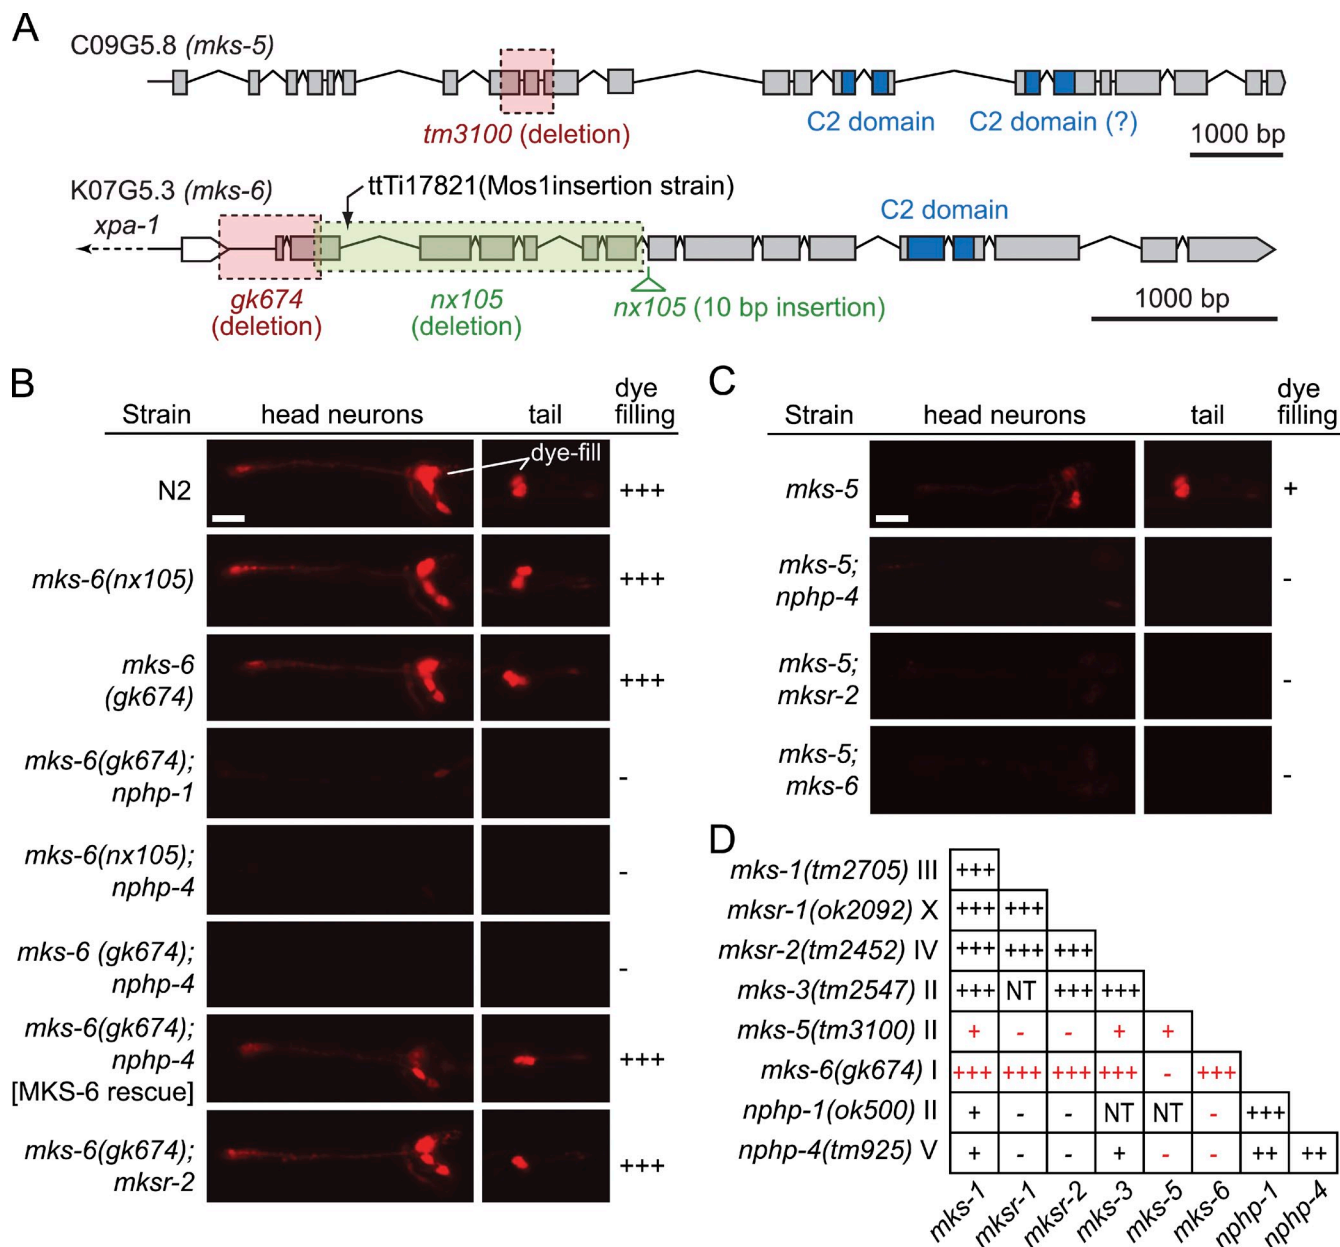 A
C09G5.8 (mks-5)
tm3100 (deletion)
C2 domain
C2 domain (?)
1000 bp
K07G5.3 (mks-6)
ttTi17821(Mos1insertion strain)
xpa-1
C2 domain
gk674
(deletion)
nx105
(deletion)
nx105 (10 bp insertion)
1000 bp
B
Strain head neurons tail dye
filling
N2 dye-fill +++
mks-6(nx105) +++
mks-6
(gk674) +++
mks-6(gk674);
nphp-1 -
mks-6(nx105);
nphp-4 -
mks-6 (gk674);
nphp-4 -
mks-6(gk674);
nphp-4 +++
[MKS-6 rescue]
mks-6(gk674);
mksr-2 +++
C
Strain head neurons tail dye
filling
mks-5 +
mks-5;
nphp-4 -
mks-5;
mksr-2 -
mks-5;
mks-6 -
D
mks-1(tm2705) III +++
mksr-1(ok2092) X +++ +++
mksr-2(tm2452) IV +++ +++ +++
mks-3(tm2547) II +++ NT +++ +++
mks-5(tm3100) II + - - + +
mks-6(gk674) I +++ +++ +++ +++ - +++
nphp-1(ok500) II + - - NT NT - +++
nphp-4(tm925) V + - - + - - ++ ++
mks-1 mksr-1 mksr-2 mks-3 mks-5 mks-6 nphp-1 nphp-4